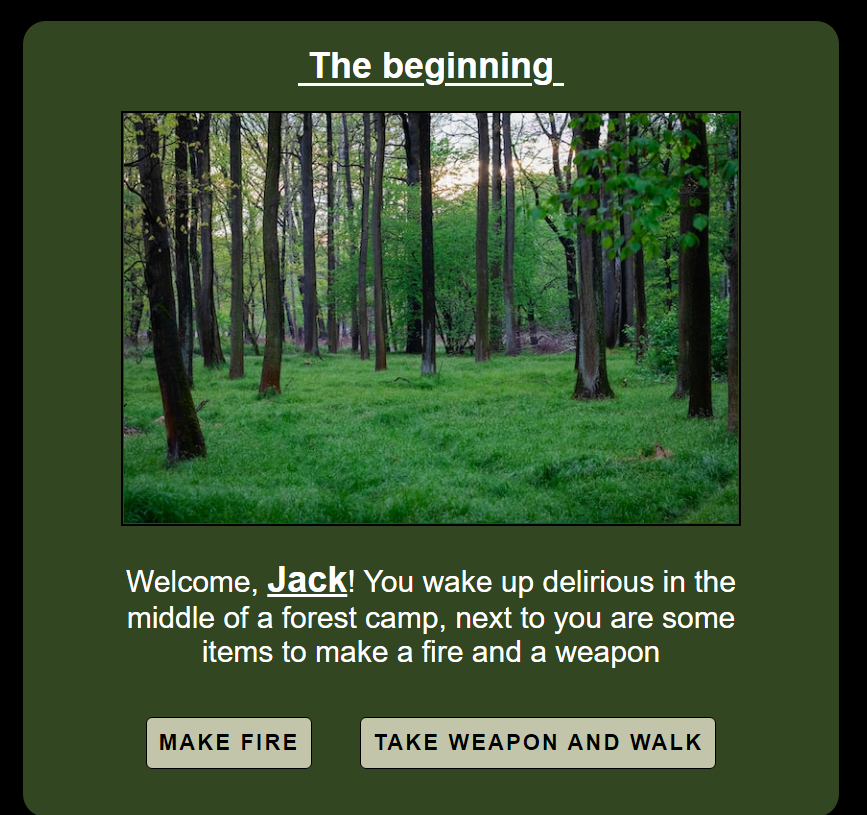 The beginning
Welcome, Jack! You wake up delirious in the
middle of a forest camp, next to you are some
items to make a fire and a weapon
MAKE FIRE
TAKE WEAPON AND WALK